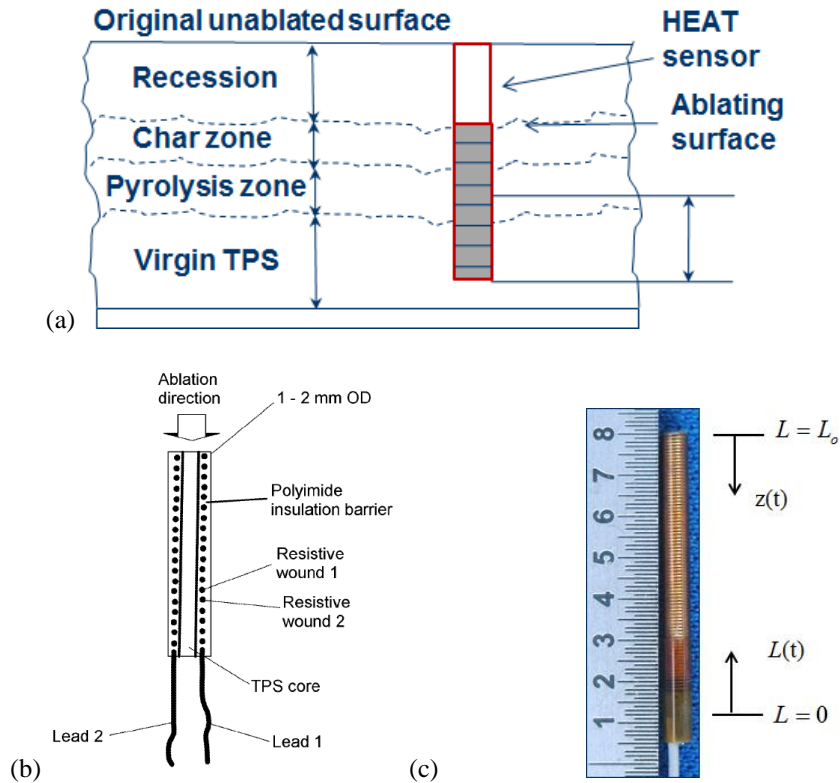 Original unablated surface
HEAT
sensor
Recession
Char zone
Ablating
surface
Pyrolysis zone
Virgin TPS
(a)
Ablation
direction
1 - 2 mm OD
Polyimide
insulation barrier
Resistive
wound 1
Resistive
wound 2
TPS core
Lead 2
Lead 1
(b)
8
7
6
5
4
3
2
1
L = Lo
z(t)
L(t)
L = 0
(c)